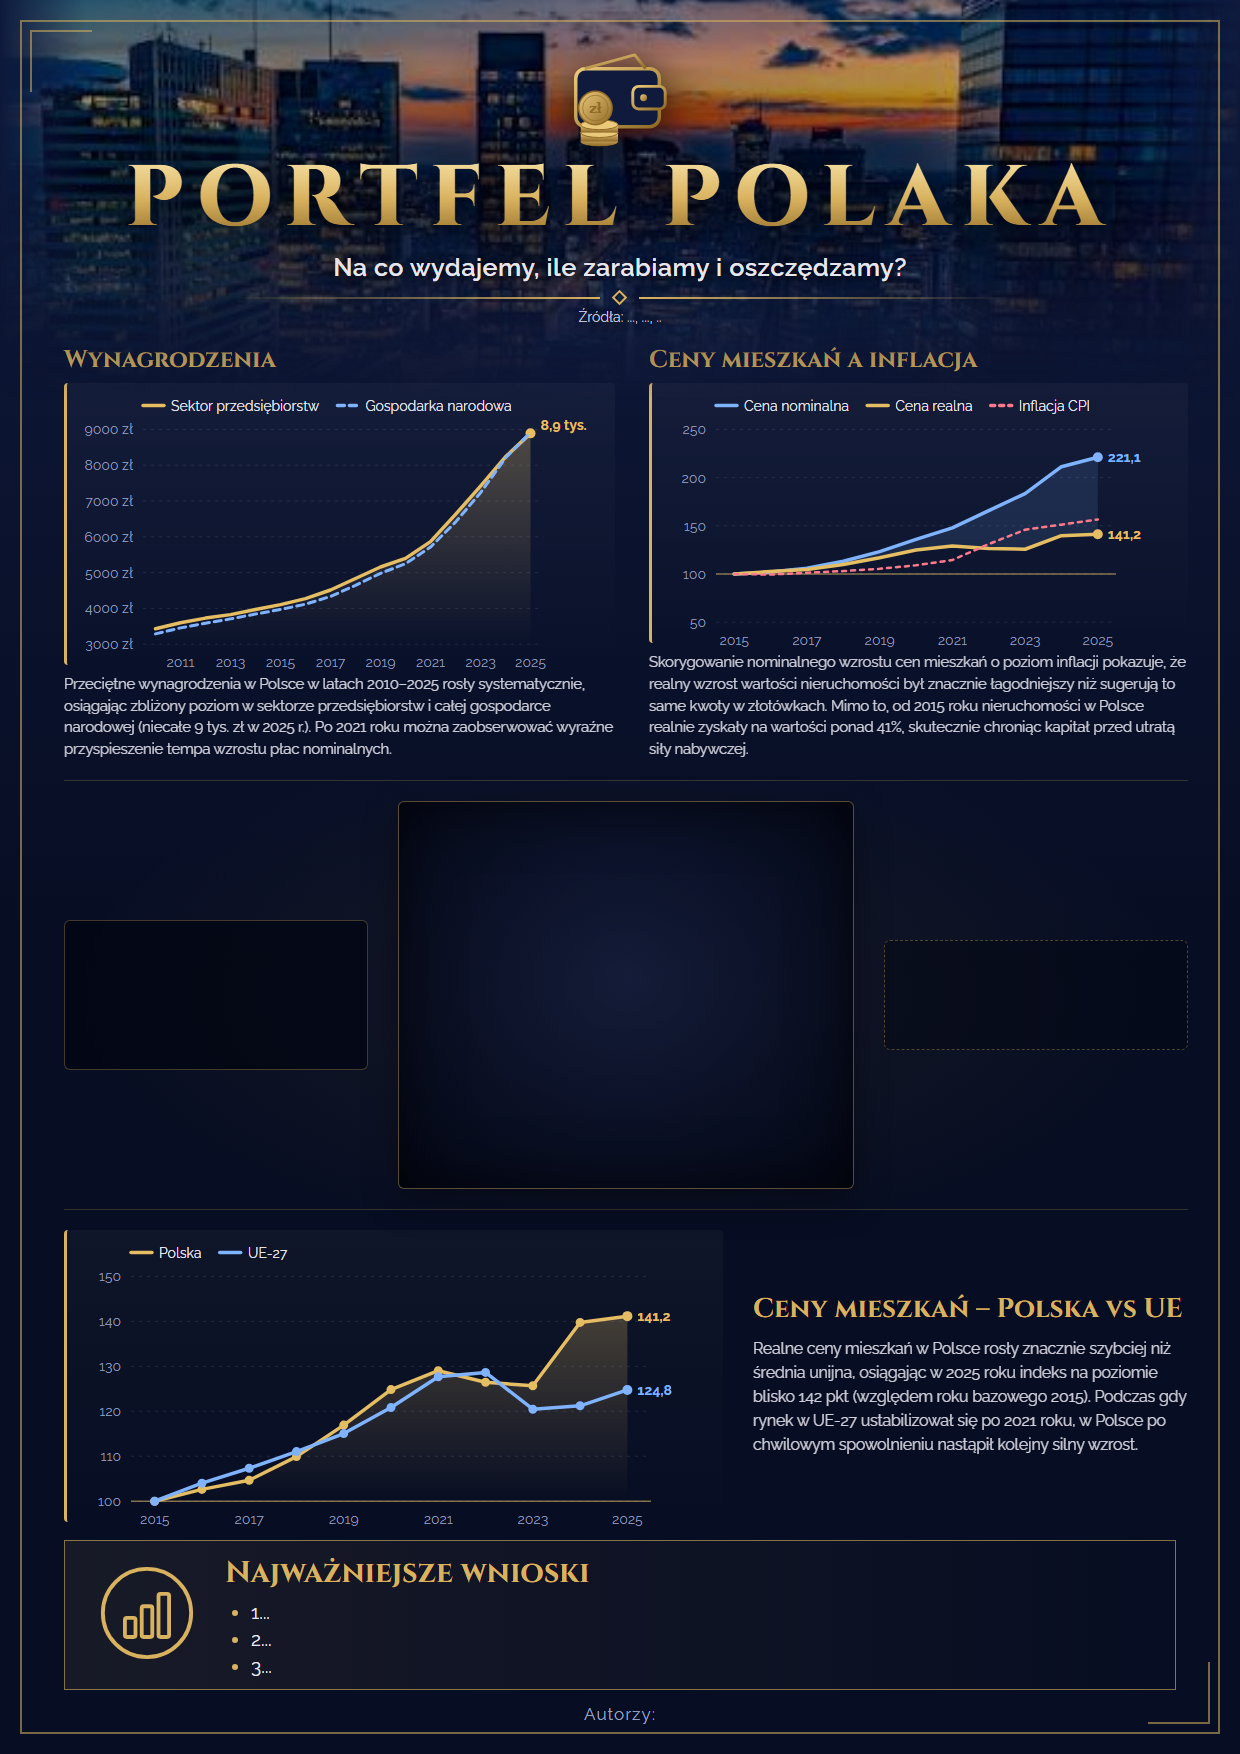 zł
PORTFEL POLAKA
Na co wydajemy, ile zarabiamy i oszczędzamy?
Źródła: ..., ..., ..
Wynagrodzenia
Sektor przedsiębiorstw Gospodarka narodowa
9000 zł
8000 zł
7000 zł
6000 zł
5000 zł
4000 zł
3000 zł
8,9 tys.
2011 2013 2015 2017 2019 2021 2023 2025
Przeciętne wynagrodzenia w Polsce w latach 2010–2025 rosły systematycznie,
osiągając zbliżony poziom w sektorze przedsiębiorstw i całej gospodarce
narodowej (niecałe 9 tys. zł w 2025 r.). Po 2021 roku można zaobserwować wyraźne
przyspieszenie tempa wzrostu płac nominalnych.
Ceny mieszkań a inflacja
Cena nominalna Cena realna Inflacja CPI
250
200
150
100
50
221,1
141,2
2015 2017 2019 2021 2023 2025
Skorygowanie nominalnego wzrostu cen mieszkań o poziom inflacji pokazuje, że
realny wzrost wartości nieruchomości był znacznie łagodniejszy niż sugerują to
same kwoty w złotówkach. Mimo to, od 2015 roku nieruchomości w Polsce
realnie zyskały na wartości ponad 41%, skutecznie chroniąc kapitał przed utratą
siły nabywczej.
Polska UE-27
150
140
130
120
110
100
141,2
124,8
2015 2017 2019 2021 2023 2025
Ceny mieszkań – Polska vs UE
Realne ceny mieszkań w Polsce rosły znacznie szybciej niż
średnia unijna, osiągając w 2025 roku indeks na poziomie
blisko 142 pkt (względem roku bazowego 2015). Podczas gdy
rynek w UE-27 ustabilizował się po 2021 roku, w Polsce po
chwilowym spowolnieniu nastąpił kolejny silny wzrost.
Najważniejsze wnioski
• 1...
• 2...
• 3...
Autorzy: